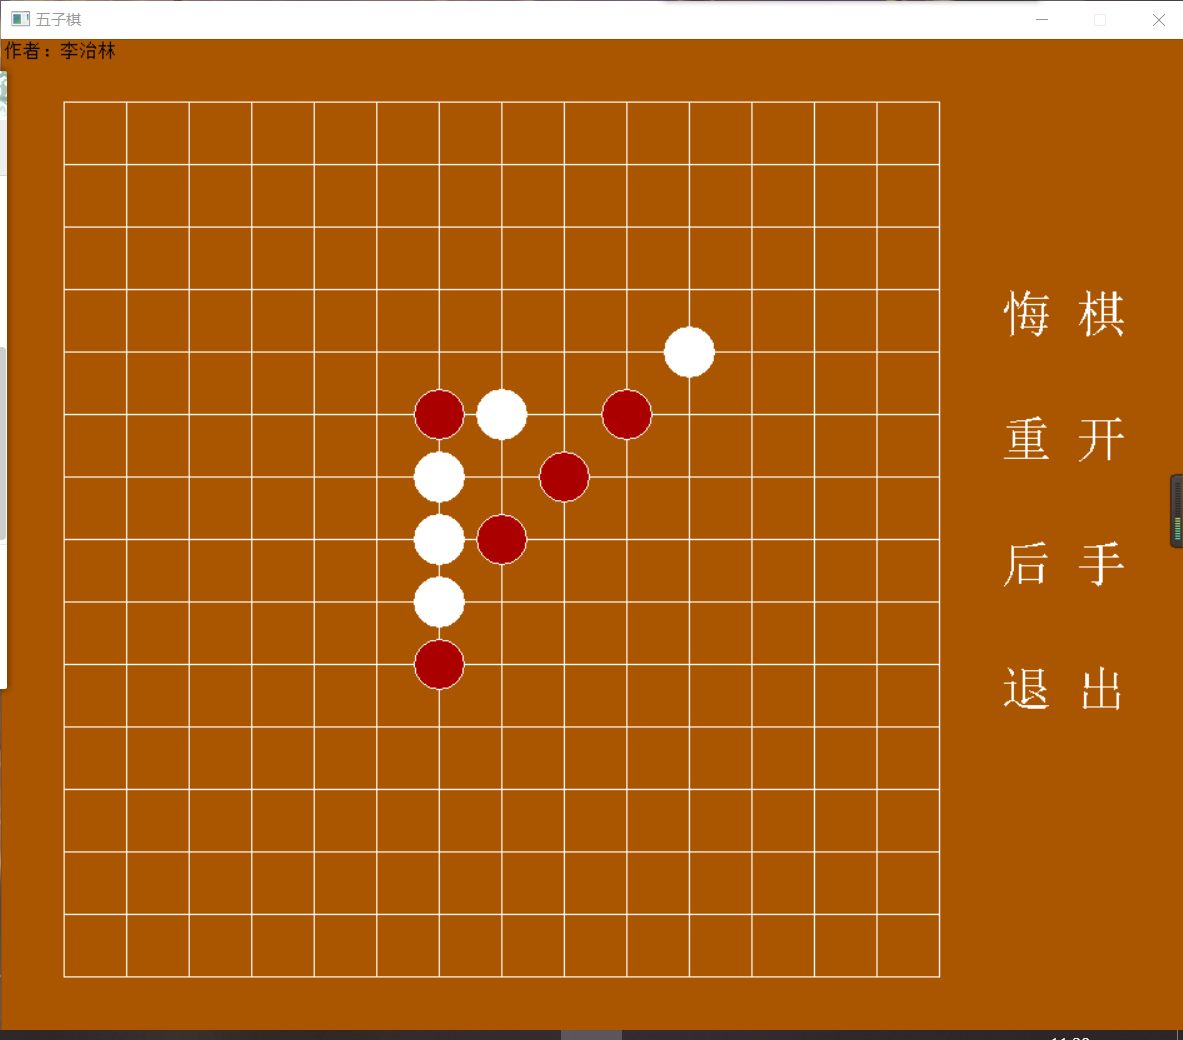 五子棋
作者：李治林
悔 棋
重 开
后 手
退 出